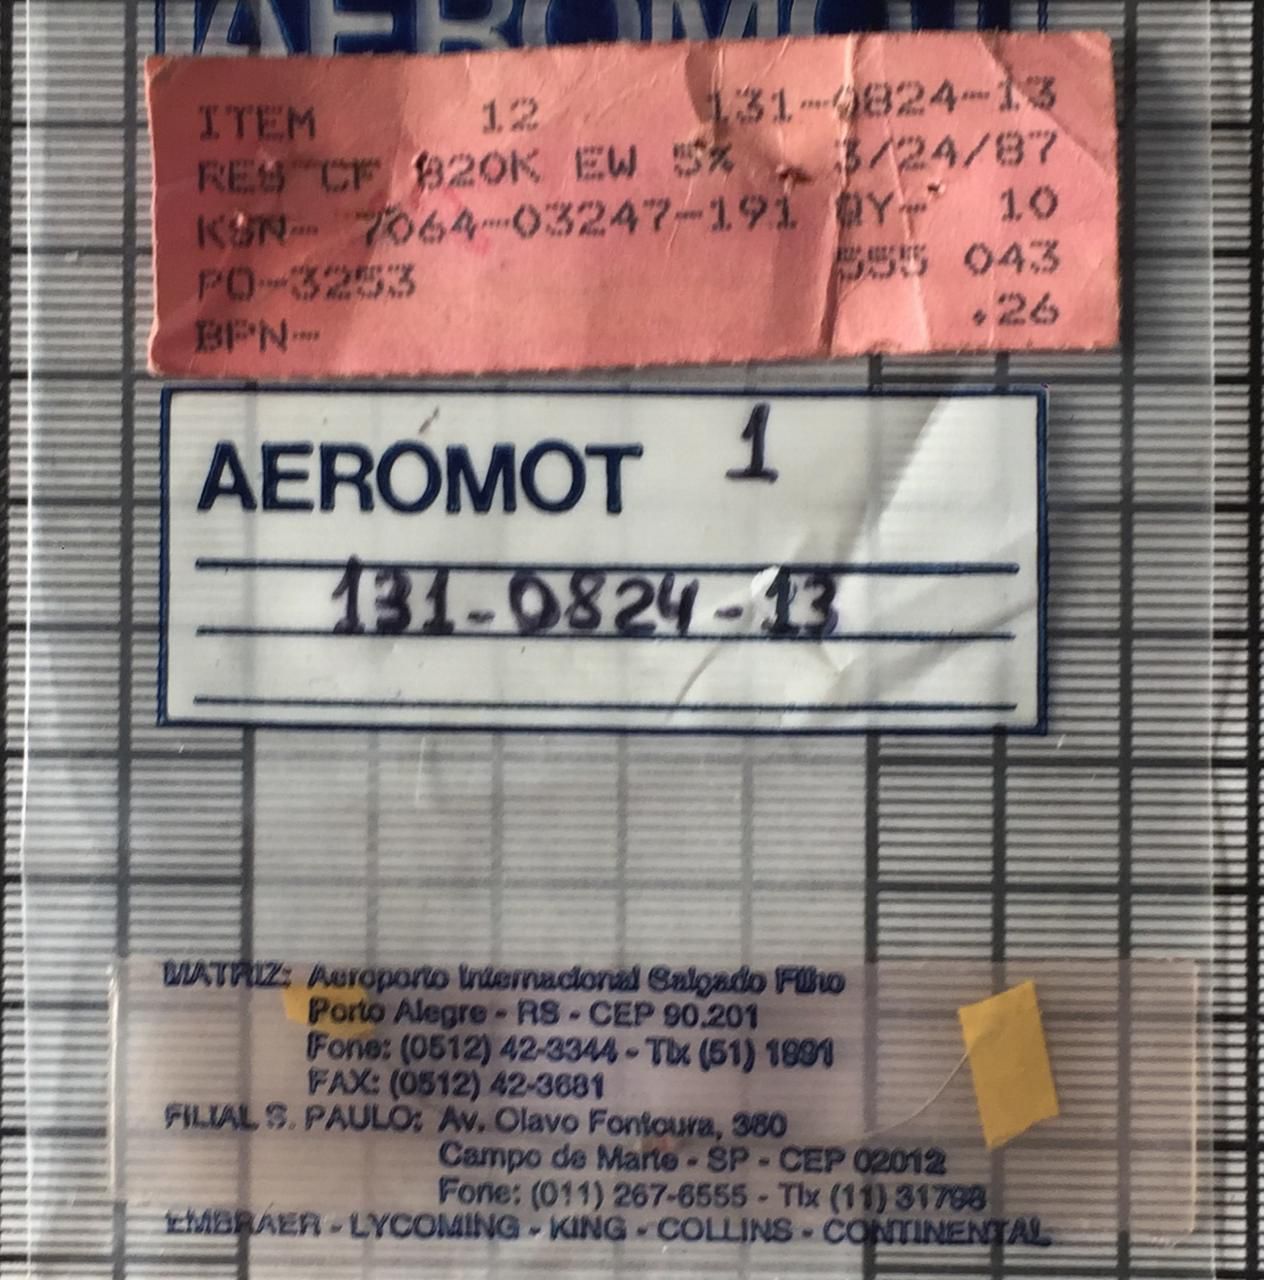 AEROMOT
ITEM 12 131-0824-13
RES CF 820K EW 5% 3/24/87
KSN- 7064-03247-191 QY- 10
PO-3253 555 043
BPN- .26
AEROMOT 1
131-0824-13
MATRIZ: Aeroporto Internacional Salgado Filho
Porto Alegre - RS - CEP 90.201
Fone: (0512) 42-3344 - Tlx (51) 1891
FAX: (0512) 42-3681
FILIAL S. PAULO: Av. Olavo Fontoura, 380
Campo de Marte - SP - CEP 02012
Fone: (011) 267-6555 - Tlx (11) 31798
EMBRAER - LYCOMING - KING - COLLINS - CONTINENTAL